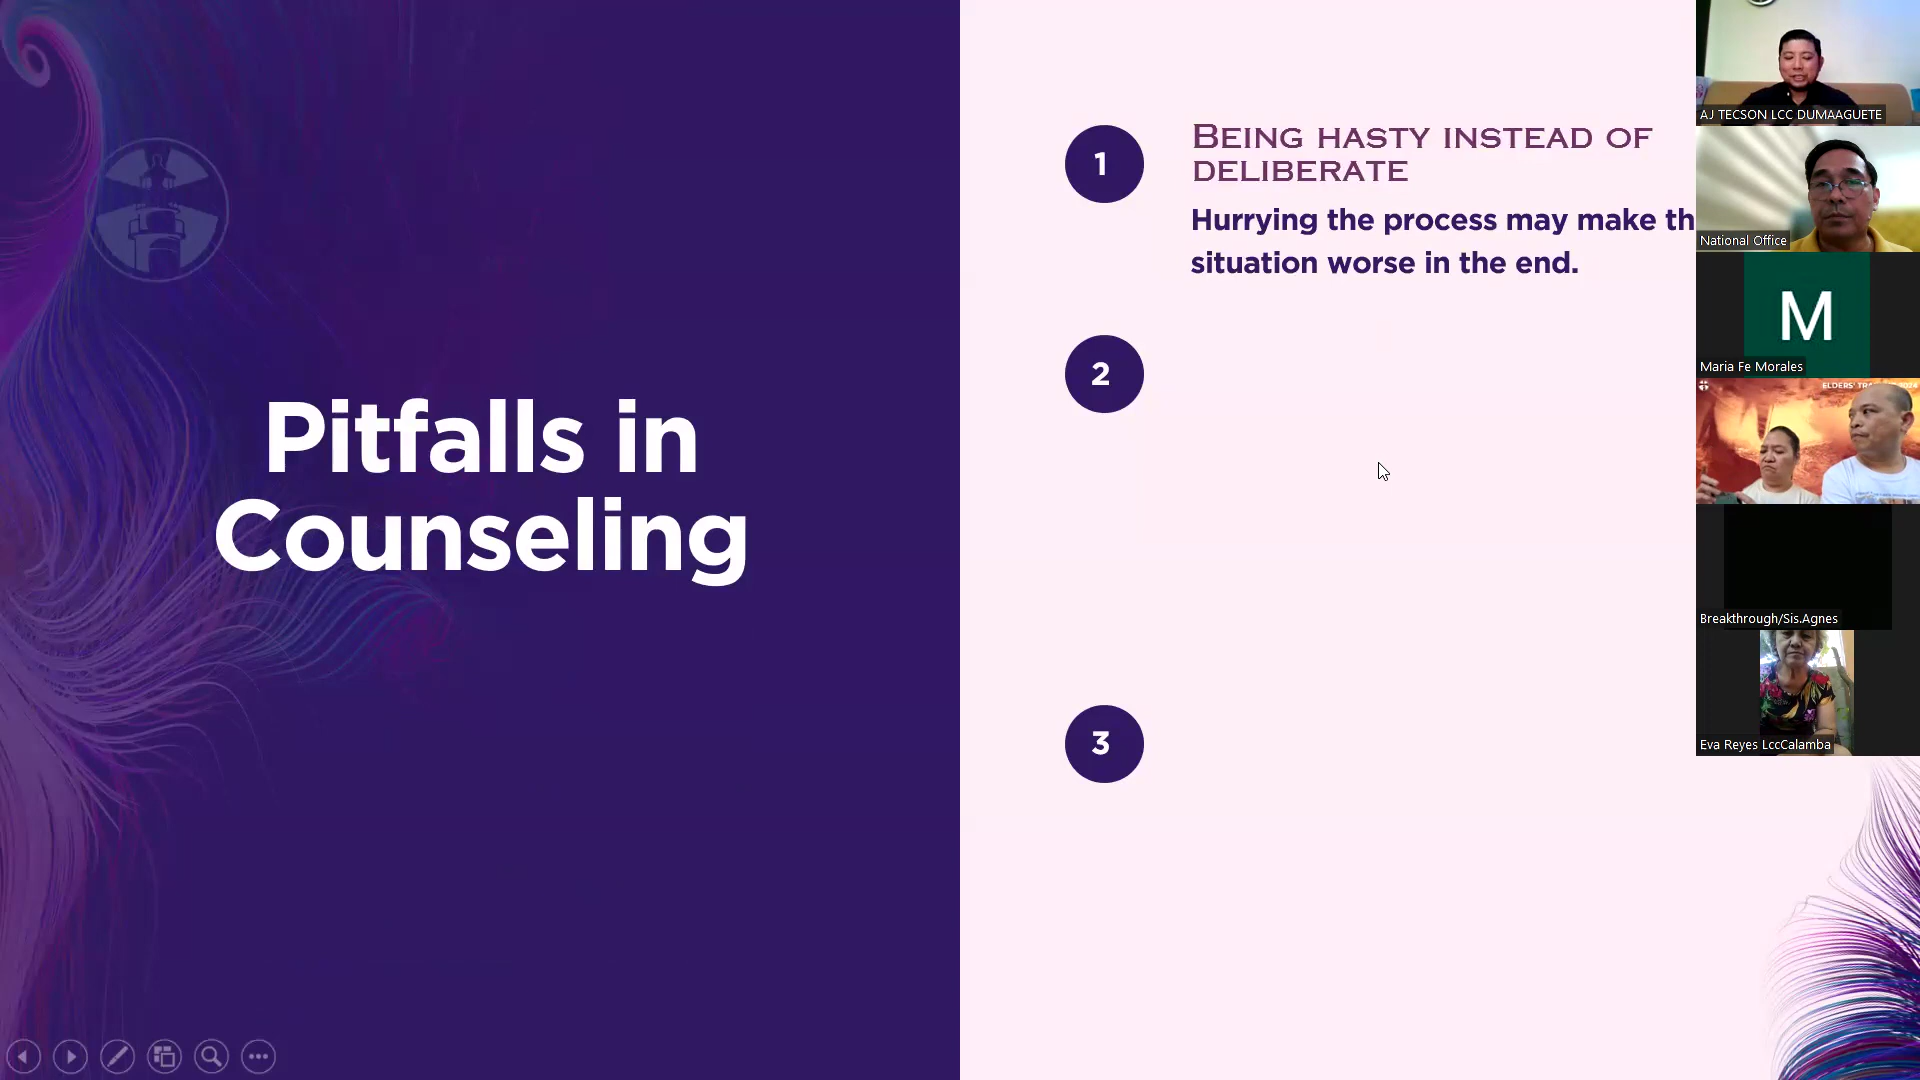 Pitfalls in
Counseling
1
BEING HASTY INSTEAD OF
DELIBERATE
Hurrying the process may make th
situation worse in the end.
2
3
AJ TECSON LCC DUMAAGUETE
National Office
M
Maria Fe Morales
Breakthrough/Sis.Agnes
Eva Reyes LccCalamba